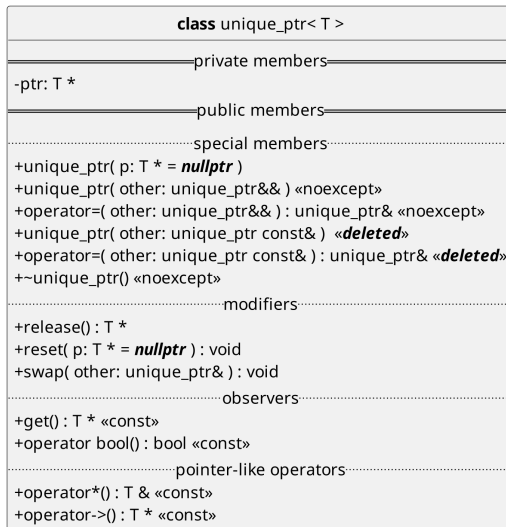 class unique_ptr< T >
private members
-ptr: T *
public members
special members
+unique_ptr( p: T * = nullptr )
+unique_ptr( other: unique_ptr&& ) «noexcept»
+operator=( other: unique_ptr&& ) : unique_ptr& «noexcept»
+unique_ptr( other: unique_ptr const& )  «deleted»
+operator=( other: unique_ptr const& ) : unique_ptr& «deleted»
+~unique_ptr() «noexcept»
modifiers
+release() : T *
+reset( p: T * = nullptr ) : void
+swap( other: unique_ptr& ) : void
observers
+get() : T * «const»
+operator bool() : bool «const»
pointer-like operators
+operator*() : T & «const»
+operator->() : T * «const»